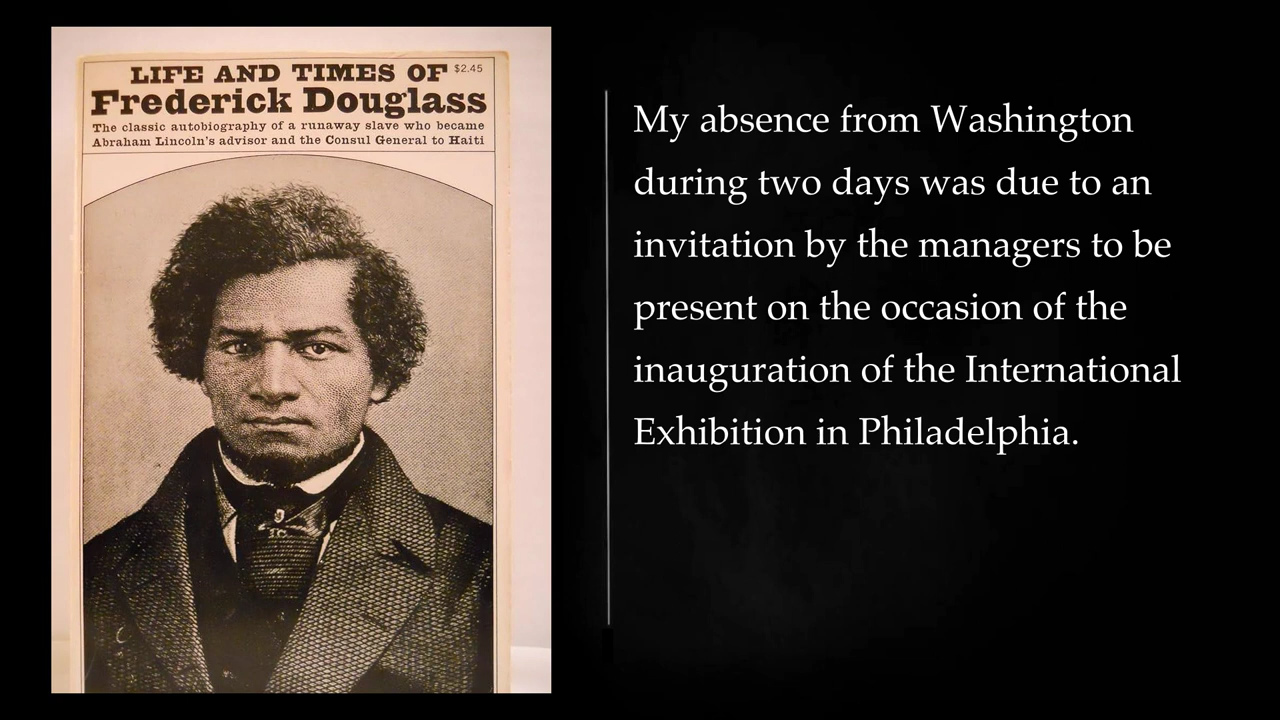 LIFE AND TIMES OF $2.45
Frederick Douglass
The classic autobiography of a runaway slave who became
Abraham Lincoln's advisor and the Consul General to Haiti
My absence from Washington
during two days was due to an
invitation by the managers to be
present on the occasion of the
inauguration of the International
Exhibition in Philadelphia.